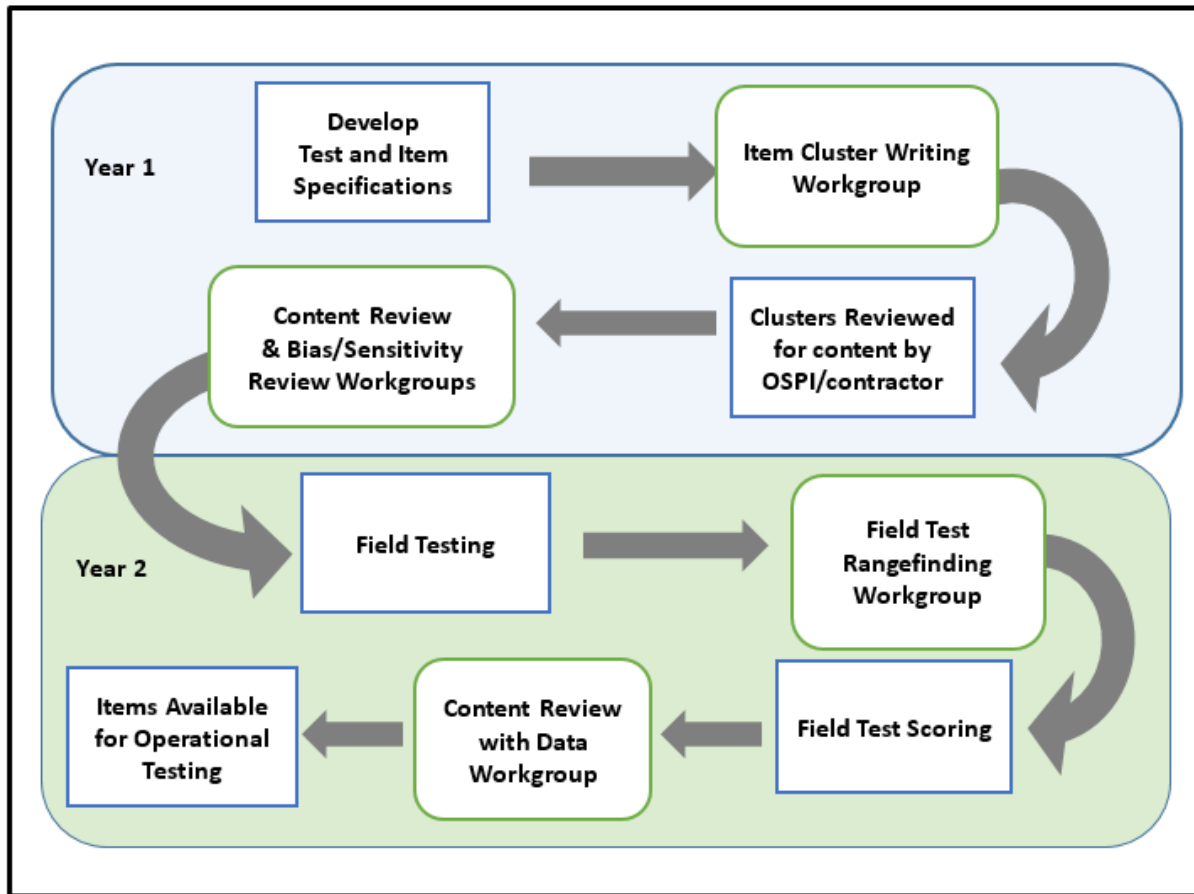 Year 1
Develop
Test and Item
Specifications
Item Cluster Writing
Workgroup
Clusters Reviewed
for content by
OSPI/contractor
Content Review
& Bias/Sensitivity
Review Workgroups
Year 2
Field Testing
Field Test
Rangefinding
Workgroup
Field Test Scoring
Content Review
with Data
Workgroup
Items Available
for Operational
Testing